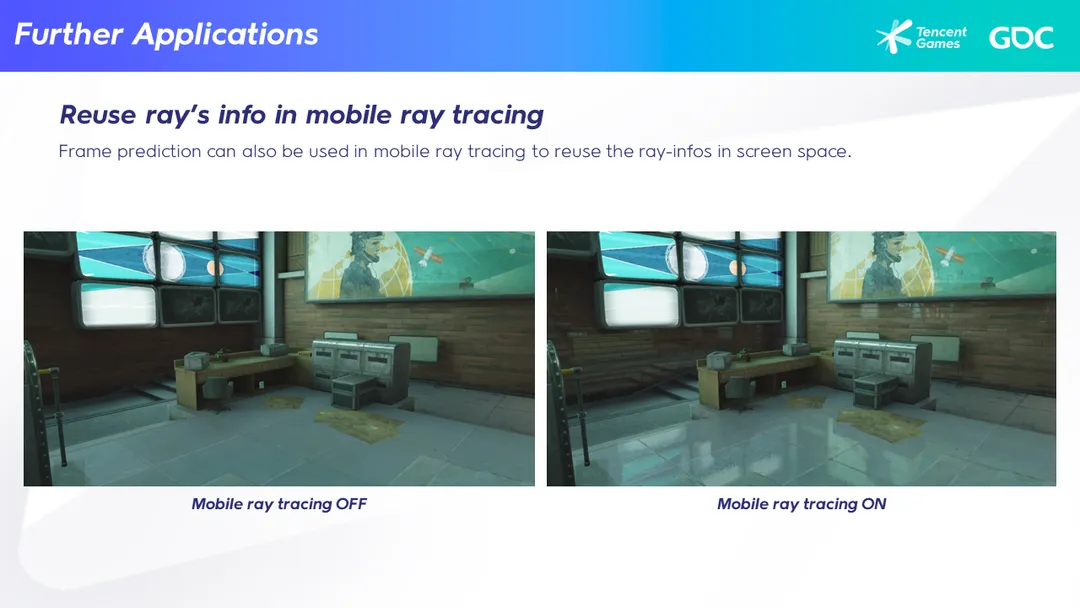 Further Applications
Tencent
Games
GDC
Reuse ray's info in mobile ray tracing
Frame prediction can also be used in mobile ray tracing to reuse the ray-infos in screen space.
Mobile ray tracing OFF
Mobile ray tracing ON